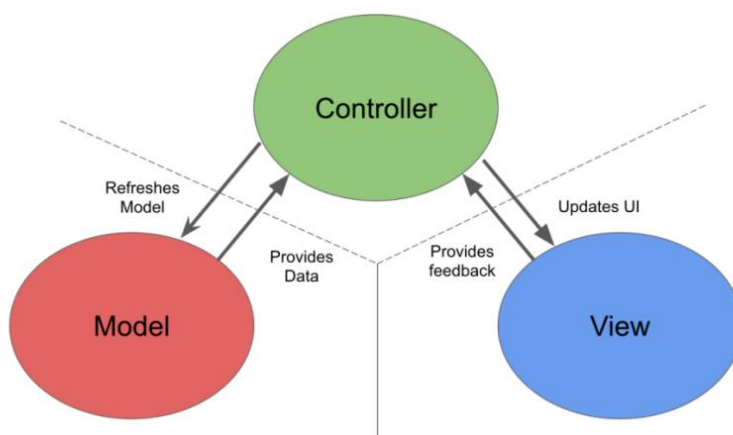 Controller
Refreshes
Model
Provides
Data
Provides
feedback
Updates UI
Model
View